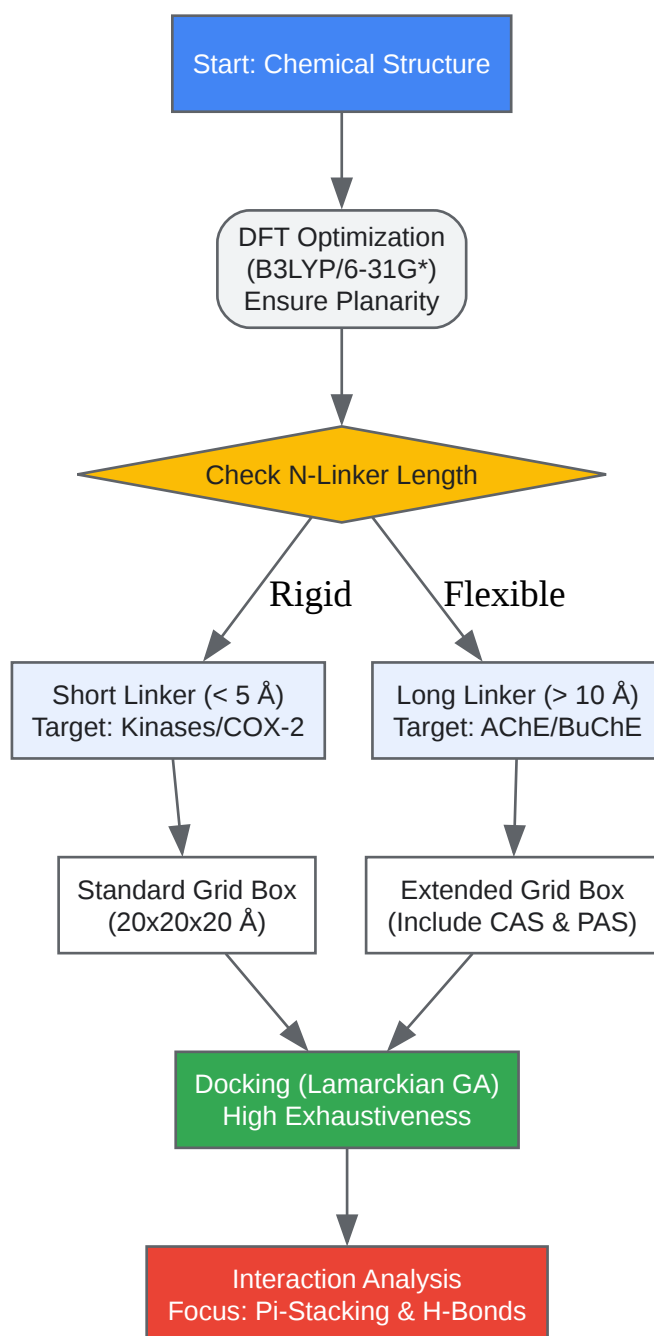 Start: Chemical Structure
DFT Optimization
(B3LYP/6-31G*)
Ensure Planarity
Check N-Linker Length
Rigid
Flexible
Short Linker (< 5 Å)
Target: Kinases/COX-2
Long Linker (> 10 Å)
Target: AChE/BuChE
Standard Grid Box
(20x20x20 Å)
Extended Grid Box
(Include CAS & PAS)
Docking (Lamarckian GA)
High Exhaustiveness
Interaction Analysis
Focus: Pi-Stacking & H-Bonds